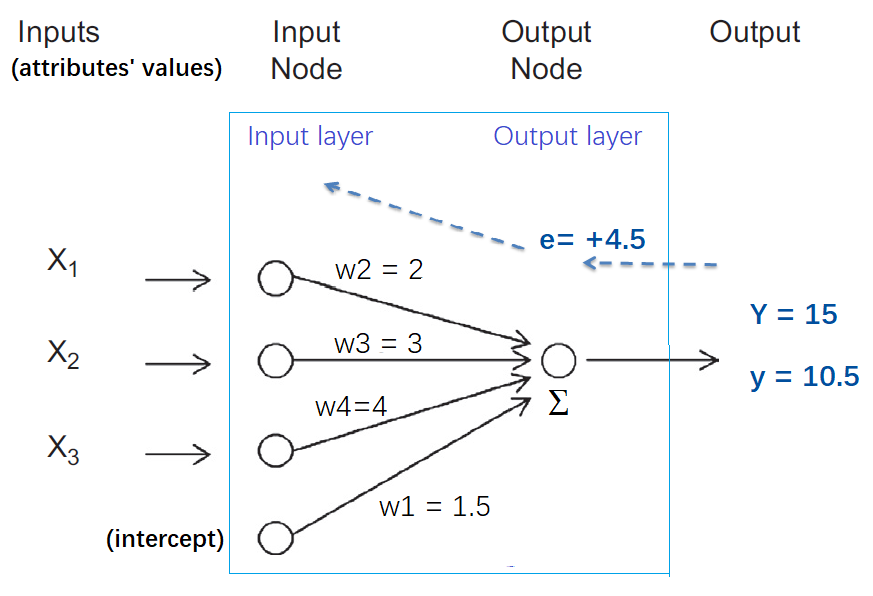 Inputs
(attributes' values)
Input
Node
Output
Node
Output
Input layer
Output layer
e= +4.5
X₁
w2 = 2
Y = 15
X₂
w3 = 3
y = 10.5
w4=4
Σ
X₃
w1 = 1.5
(intercept)